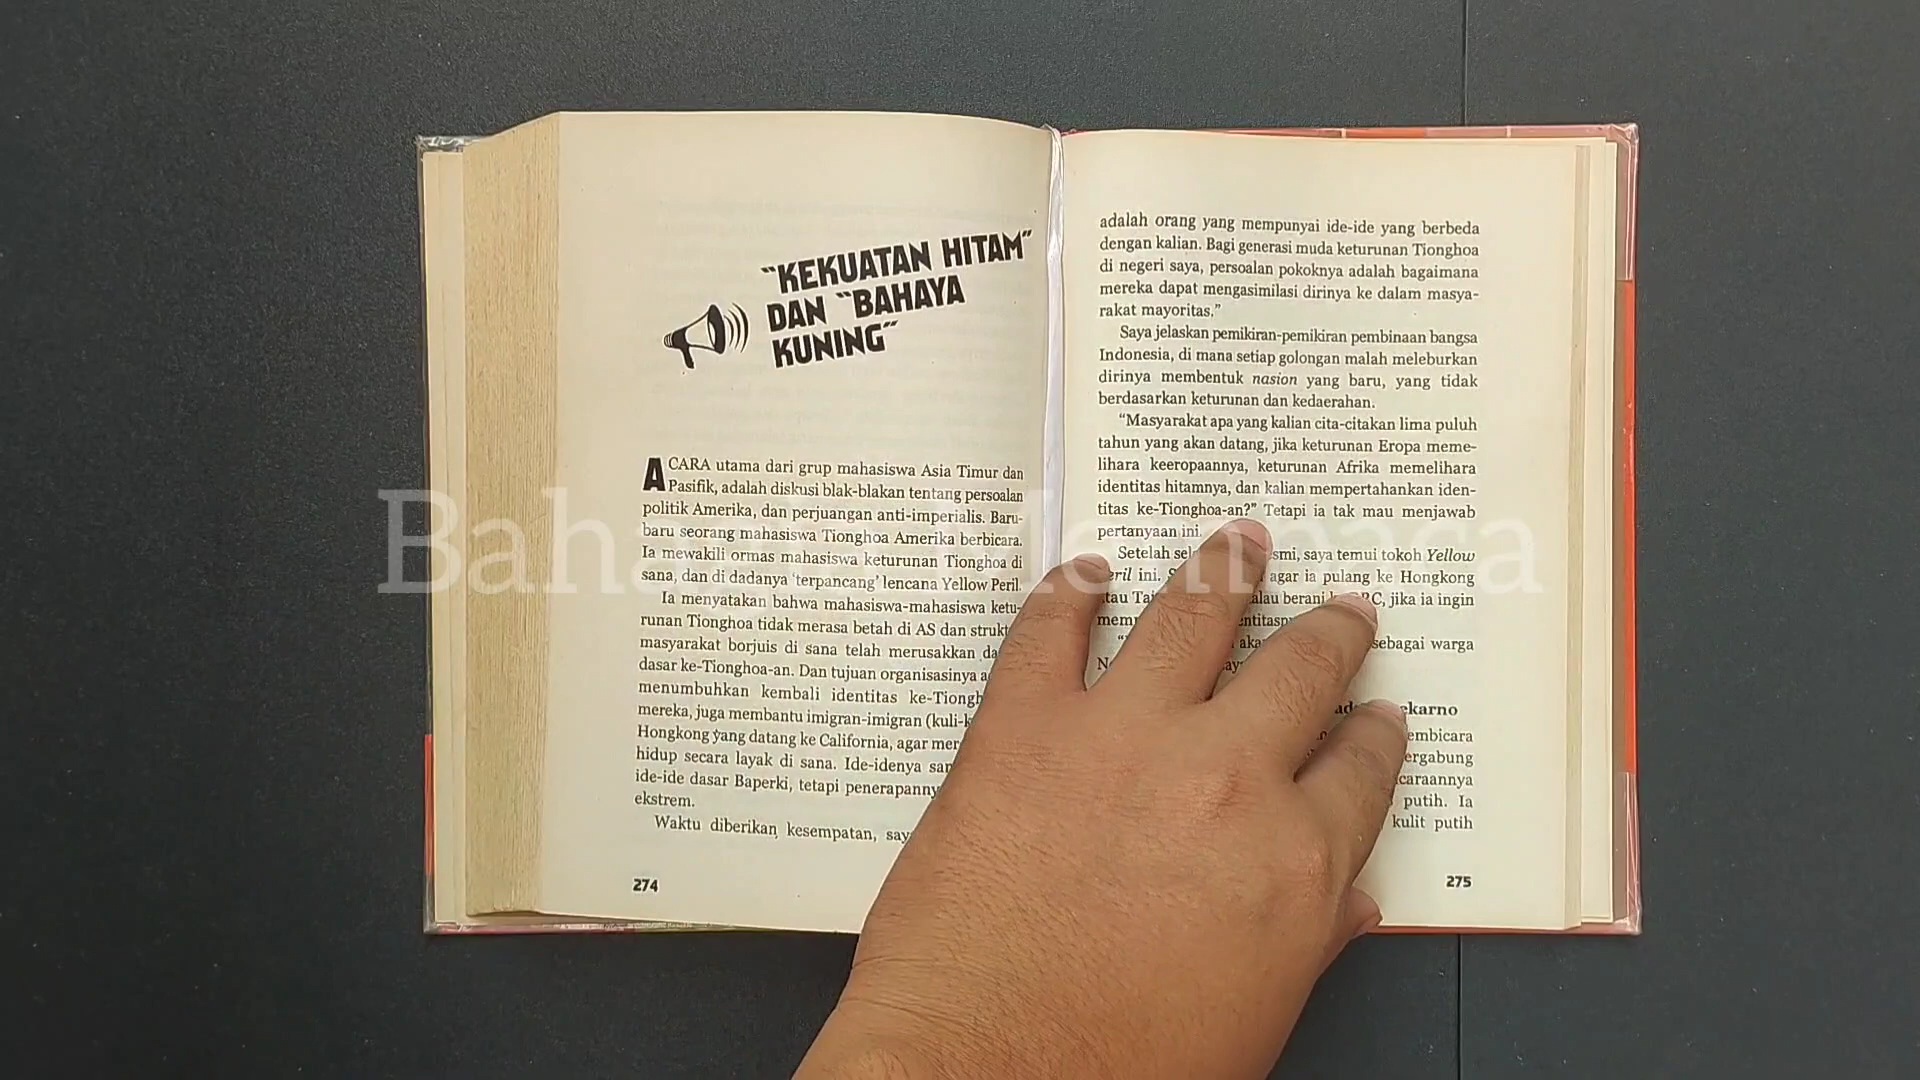 "KEKUATAN HITAM"
DAN "BAHAYA
KUNING"
ACARA utama dari grup mahasiswa Asia Timur dan
Pasifik, adalah diskusi blak-blakan tentang persoalan
politik Amerika, dan perjuangan anti-imperialis. Baru-
baru seorang mahasiswa Tionghoa Amerika berbicara.
Ia mewakili ormas mahasiswa keturunan Tionghoa di
sana, dan di dadanya 'terpancang' lencana Yellow Peril.
Ia menyatakan bahwa mahasiswa-mahasiswa ketu-
runan Tionghoa tidak merasa betah di AS dan
masyarakat borjuis di sana telah merusakkan
dasar ke-Tionghoa-an. Dan tujuan organisasinya
menumbuhkan kembali identitas
mereka, juga membantu imigran-imigran
Hongkong yang datang ke California, agar
hidup secara layak di sana. Ide-idenya
ide-ide dasar Baperki, tetapi
ekstrem.
Waktu diberikan kesempatan,
274
adalah orang yang mempunyai ide-ide yang berbeda
dengan kalian. Bagi generasi muda keturunan Tionghoa
di negeri saya, persoalan pokoknya adalah bagaimana
mereka dapat mengasimilasi dirinya ke dalam masya-
rakat mayoritas."
Saya jelaskan pemikiran-pemikiran pembinaan bangsa
Indonesia, di mana setiap golongan malah meleburkan
dirinya membentuk nasion yang baru, yang tidak
berdasarkan keturunan dan kedaerahan.
"Masyarakat apa yang kalian cita-citakan lima puluh
tahun yang akan datang, jika keturunan Eropa meme-
lihara keeropaannya, keturunan Afrika memelihara
identitas hitamnya, dan kalian mempertahankan iden-
titas ke-Tionghoa-an?" Tetapi ia tak mau menjawab
pertanyaan ini.
Setelah saya temui tokoh Yellow
ini. agar ia pulang ke Hongkong
berani jika ia ingin
sebagai warga
putih. Ia
kulit putih
275
Membaca